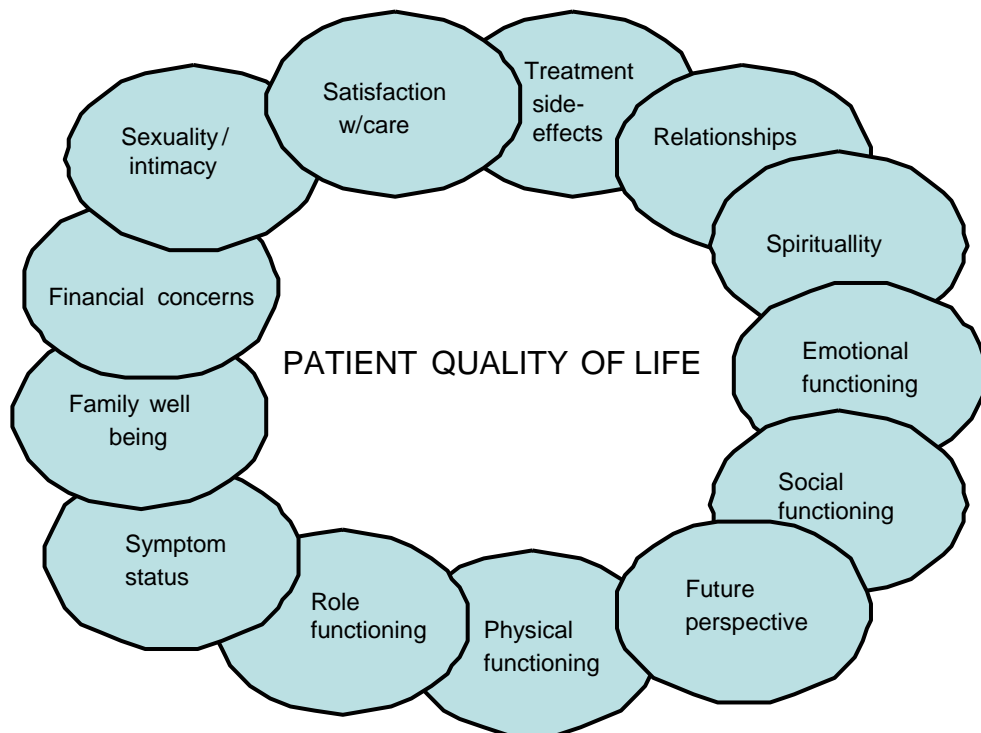 Treatment
side-
effects
Satisfaction
w/care
Relationships
Sexuality/
intimacy
Spirituallity
Financial concerns
PATIENT QUALITY OF LIFE
Emotional
functioning
Family well
being
Social
functioning
Symptom
status
Future
perspective
Role
functioning
Physical
functioning